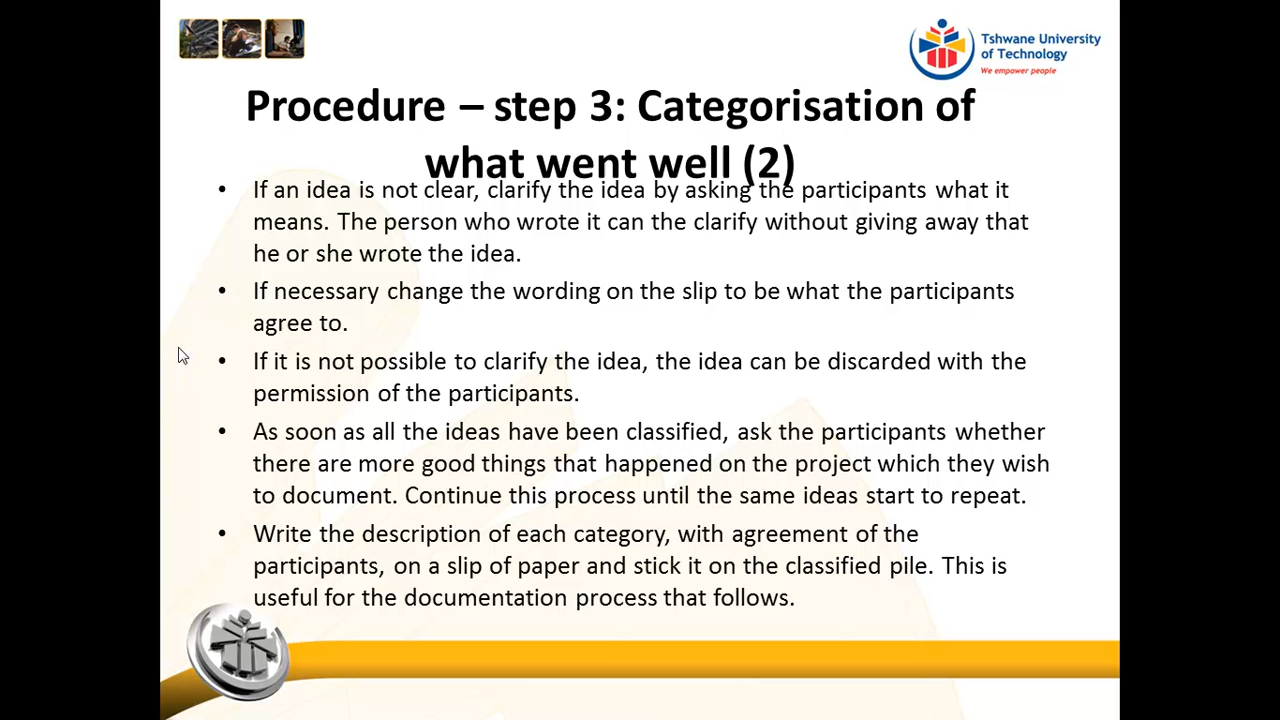 Tshwane University
of Technology
We empower people
Procedure – step 3: Categorisation of
what went well (2)
• If an idea is not clear, clarify the idea by asking the participants what it
means. The person who wrote it can the clarify without giving away that
he or she wrote the idea.
• If necessary change the wording on the slip to be what the participants
agree to.
• If it is not possible to clarify the idea, the idea can be discarded with the
permission of the participants.
• As soon as all the ideas have been classified, ask the participants whether
there are more good things that happened on the project which they wish
to document. Continue this process until the same ideas start to repeat.
• Write the description of each category, with agreement of the
participants, on a slip of paper and stick it on the classified pile. This is
useful for the documentation process that follows.